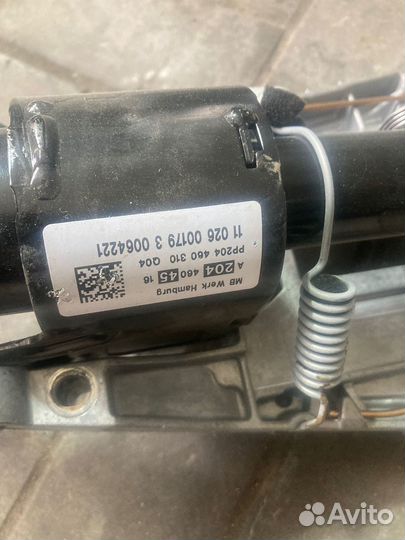 MB Werk Hamburg
A 204 460 45 16
PP204 460 310 Q04
11 026 00179 3 0064221
Avito